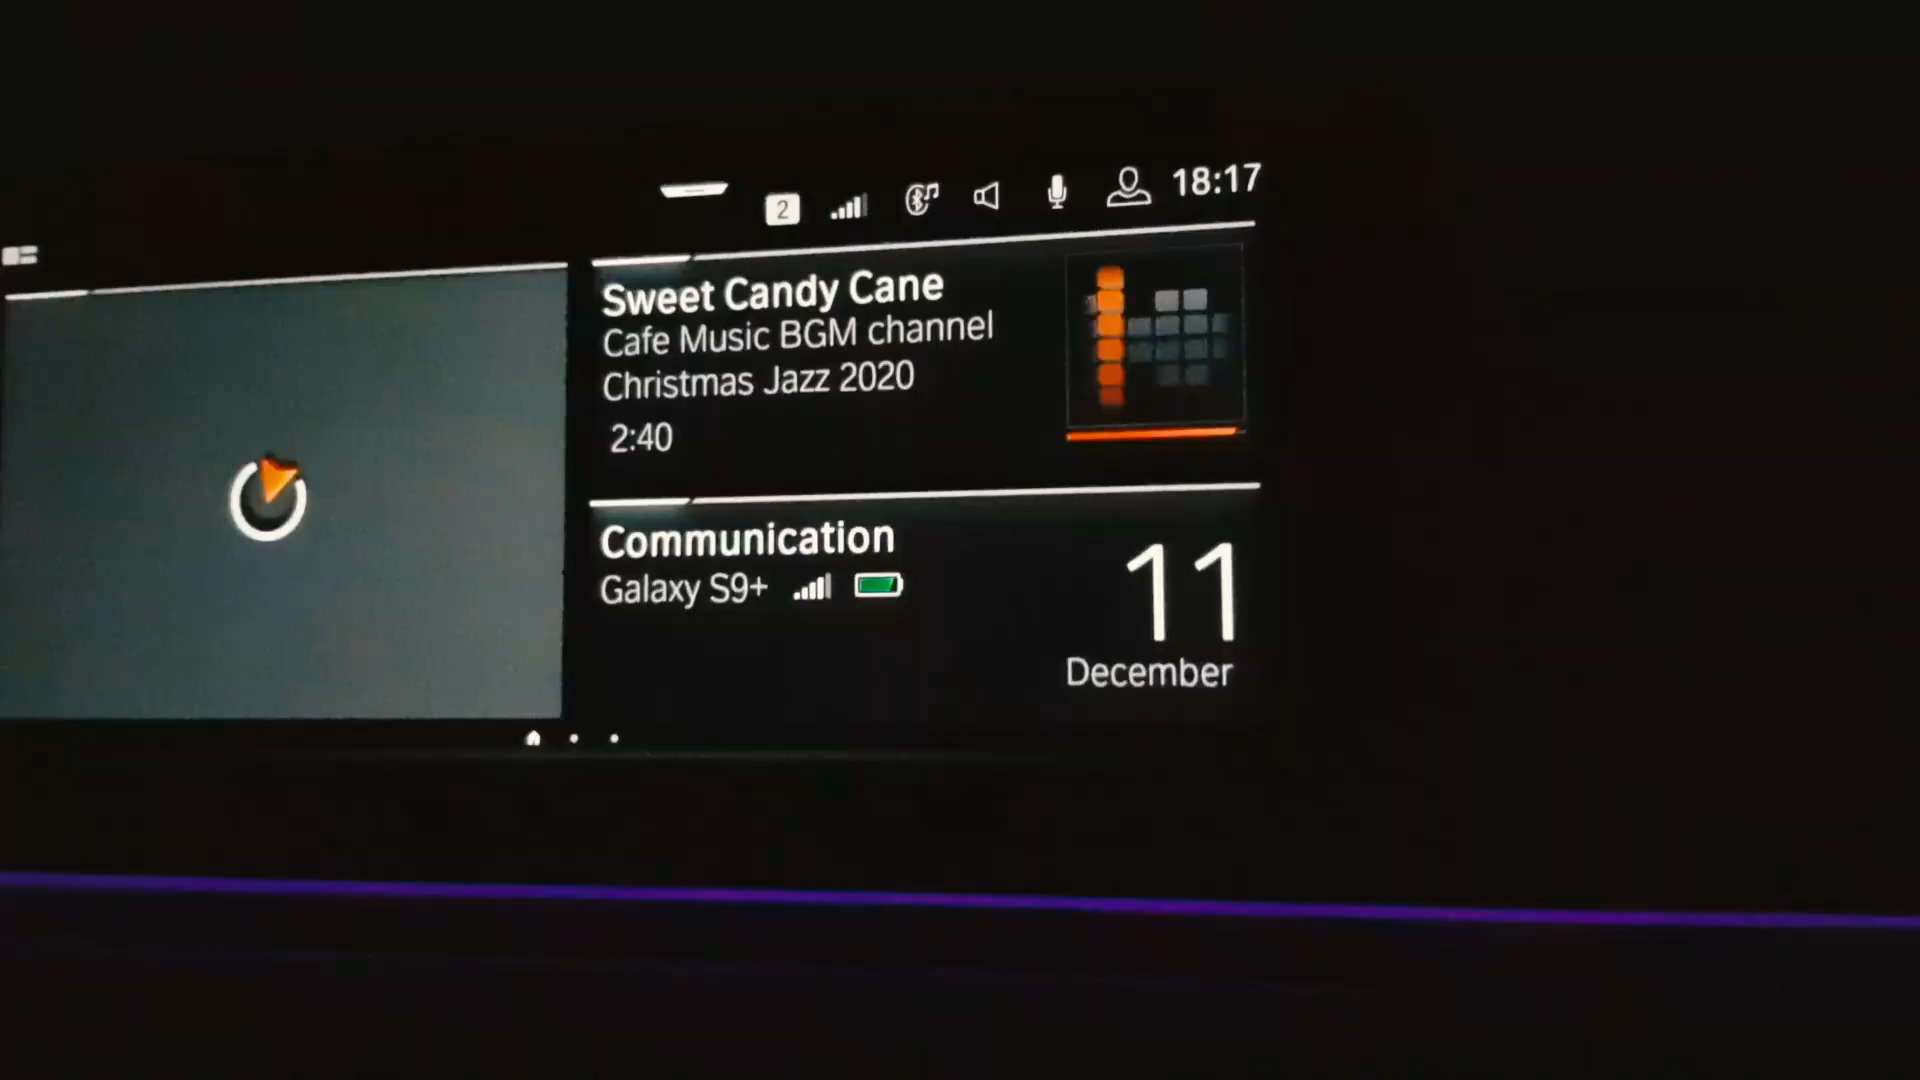 2
18:17
Sweet Candy Cane
Cafe Music BGM channel
Christmas Jazz 2020
2:40
Communication
Galaxy S9+
11
December